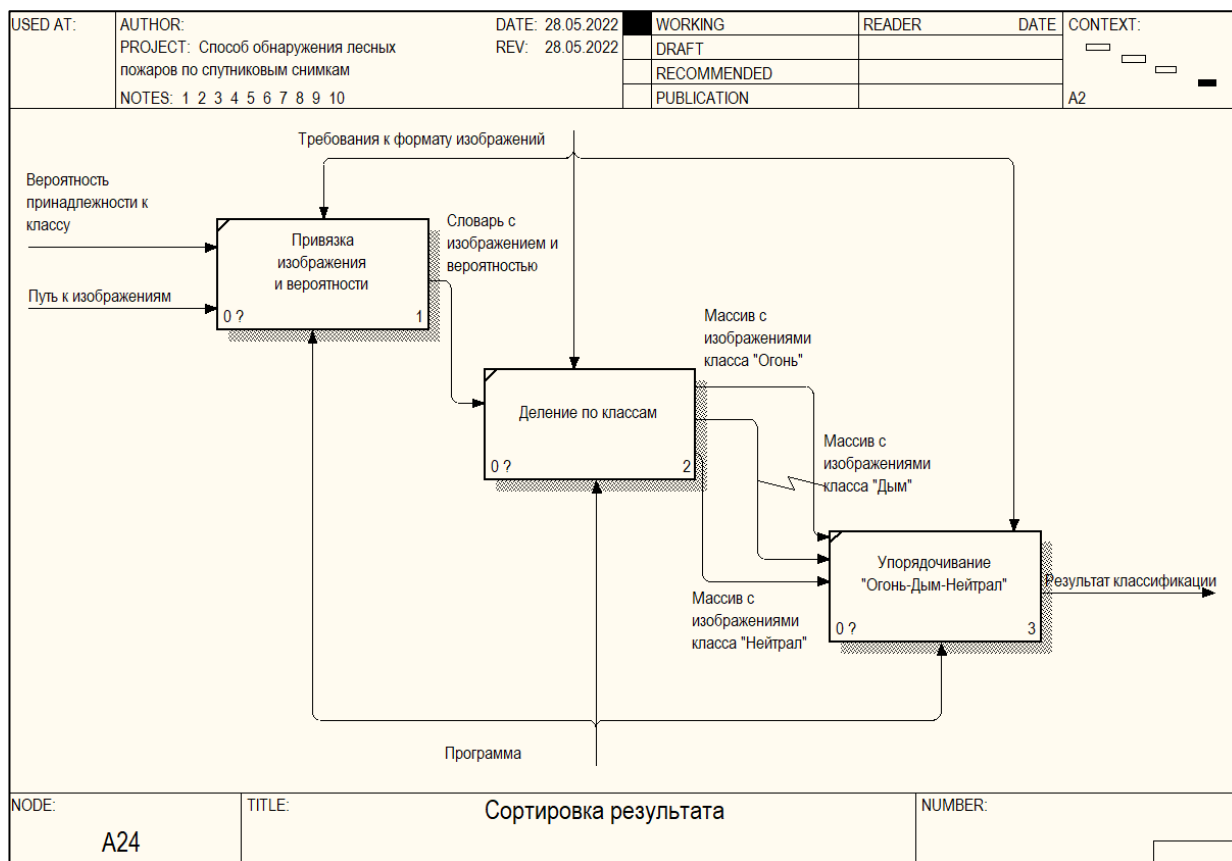 USED AT:
AUTHOR:
DATE: 28.05.2022
PROJECT: Способ обнаружения лесных
REV: 28.05.2022
пожаров по спутниковым снимкам
NOTES: 1 2 3 4 5 6 7 8 9 10
WORKING
DRAFT
RECOMMENDED
PUBLICATION
READER
DATE
CONTEXT:
A2
Требования к формату изображений
Вероятность
принадлежности к
классу
Путь к изображениям
Привязка
изображения
и вероятности
0 ?
1
Словарь с
изображением и
вероятностью
Деление по классам
0 ?
2
Массив с
изображениями
класса "Огонь"
Массив с
изображениями
класса "Дым"
Массив с
изображениями
класса "Нейтрал"
Упорядочивание
"Огонь-Дым-Нейтрал"
0 ?
3
Результат классификации
Программа
NODE:
A24
TITLE:
Сортировка результата
NUMBER: